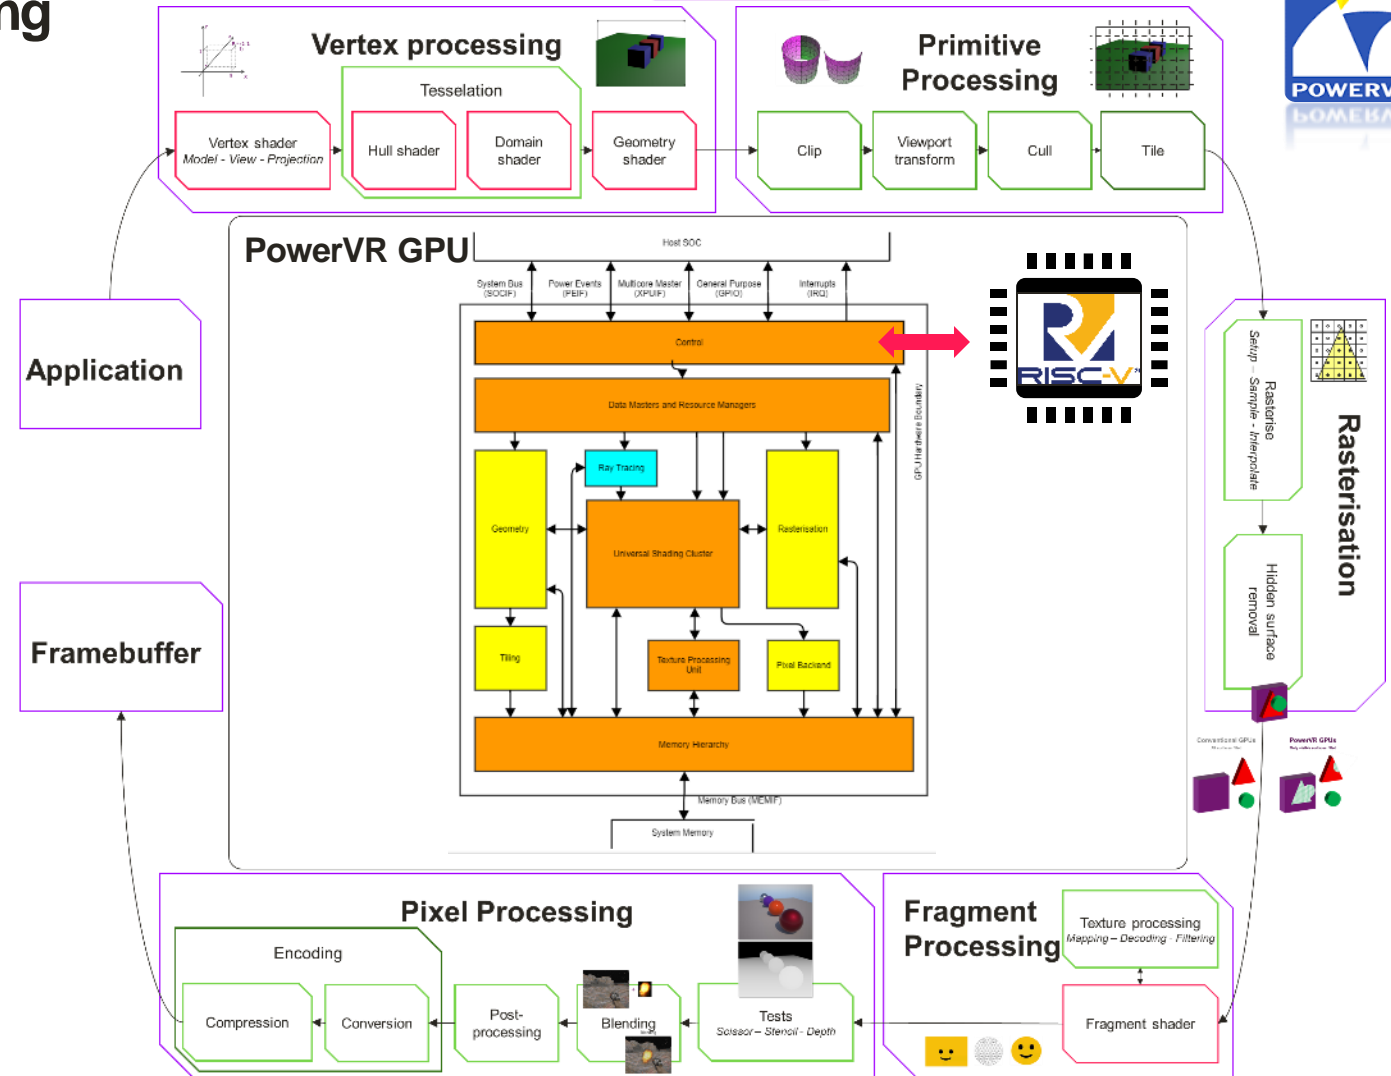 ng
Vertex processing
Tesselation
Vertex shader
Model - View - Projection
Hull shader
Domain
shader
Geometry
shader
Primitive
Processing
Clip
Viewport
transform
Cull
Tile
POWERV
Application
Framebuffer
PowerVR GPU
Host SOC
System Bus
(SOCIF)
Power Events
(PEIF)
Multicore Master
(XPUIF)
General Purpose
(GPIO)
Interrupts
(IRQ)
Control
RISC-V
Data Masters and Resource Managers
GPU Hardware Boundary
Ray Tracing
Geometry
Universal Shading Cluster
Rasterisation
Tiling
Texture Processing
Unit
Pixel Backend
Memory Hierarchy
Memory Bus (MEMIF)
System Memory
Rasterisation
Rasterise
Setup – Sample - Interpolate
Hidden surface
removal
Conventional GPUs
PowerVR GPUs
Pixel Processing
Encoding
Compression
Conversion
Post-
processing
Blending
Tests
Scissor – Stencil - Depth
Fragment
Processing
Texture processing
Mapping – Decoding - Filtering
Fragment shader